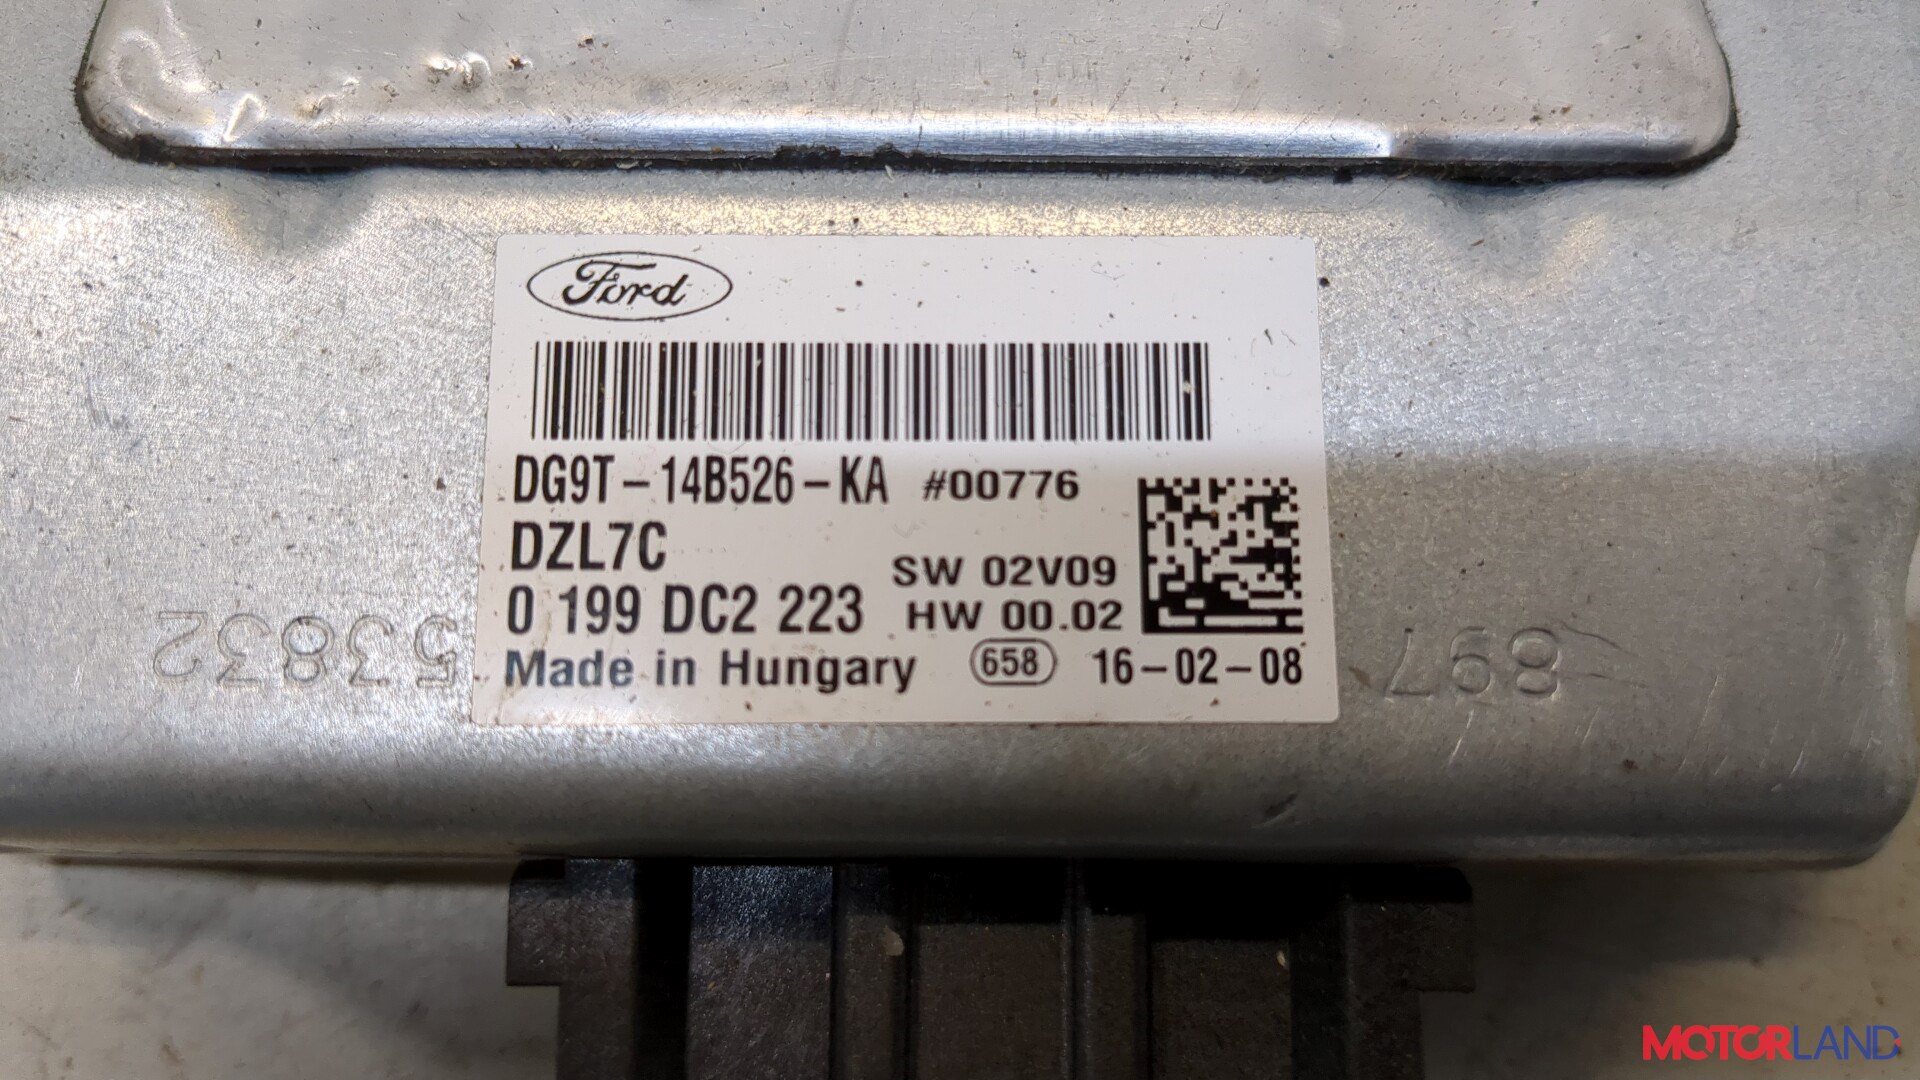 Ford
DG9T-14B526-KA #00776
DZL7C
SW 02V09
0 199 DC2 223 HW 00.02
Made in Hungary 658 16-02-08
53832
897
MOTORLAND